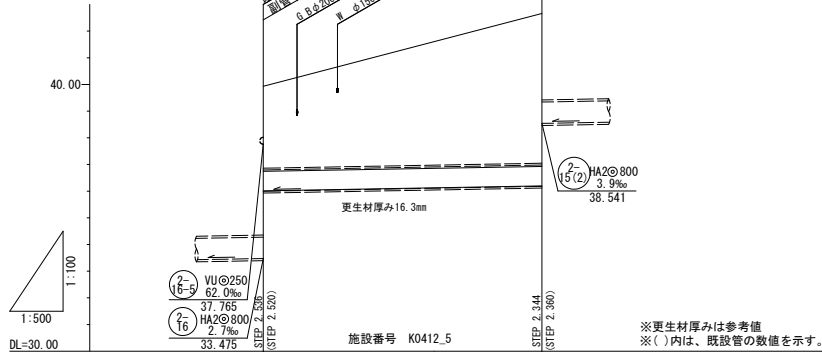 副管
G Bφ200
W φ150
40.00
2-
15(2)
HA2◎800
3.9‰
38.541
更生材厚み16.3mm
1:100
1:500
2-
16-5
VU◎250
62.0‰
37.765
2-
16
HA2◎800
2.7‰
33.475
STEP 2.536
(STEP 2.520)
STEP 2.344
(STEP 2.360)
施設番号 K0412_5
DL=30.00
※更生材厚みは参考値
※( )内は、既設管の数値を示す。